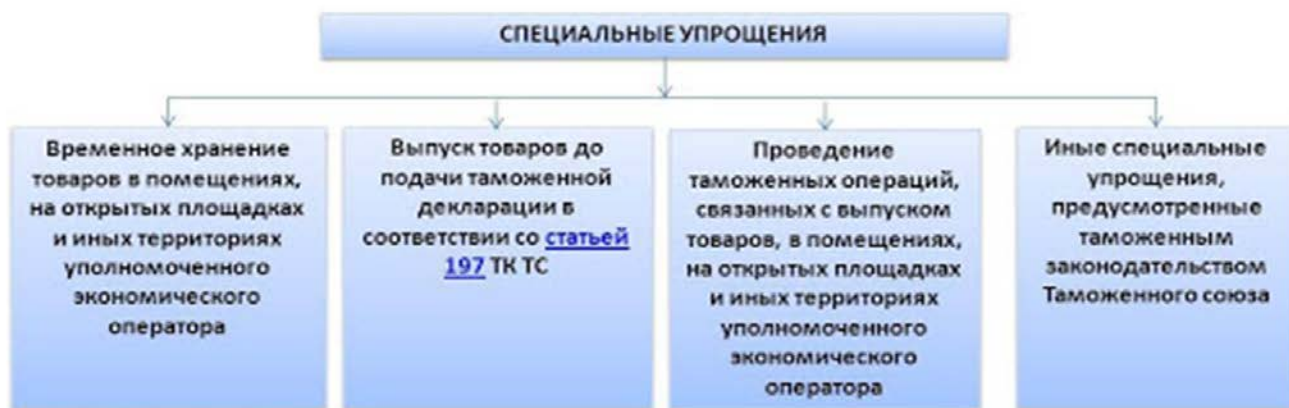 СПЕЦИАЛЬНЫЕ УПРОЩЕНИЯ
Временное хранение
товаров в помещениях,
на открытых площадках
и иных территориях
уполномоченного
экономического
оператора
Выпуск товаров до
подачи таможенной
декларации в
соответствии со статьей
197 ТК ТС
Проведение
таможенных операций,
связанных с выпуском
товаров, в помещениях,
на открытых площадках
и иных территориях
уполномоченного
экономического
оператора
Иные специальные
упрощения,
предусмотренные
таможенным
законодательством
Таможенного союза